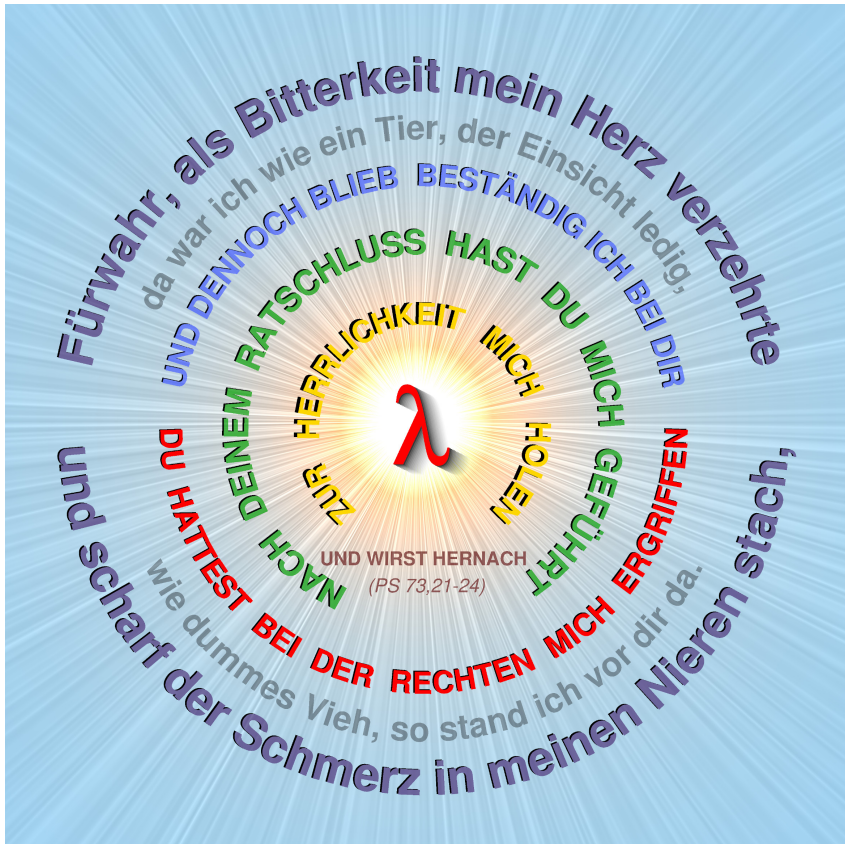 Fürwahr, als Bitterkeit mein Herz verzehrte
und scharf der Schmerz in meinen Nieren stach,
da war ich wie ein Tier, der Einsicht ledig,
wie dummes Vieh, so stand ich vor dir da.
UND DENNOCH BLIEB BESTÄNDIG ICH BEI DIR
DU HATTEST BEI DER RECHTEN MICH ERGRIFFEN
NACH DEINEM RATSCHLUSS HAST DU MICH GEFÜHRT
UND WIRST HERNACH
ZUR HERRLICHKEIT MICH HOLEN
(PS 73,21-24)
λ